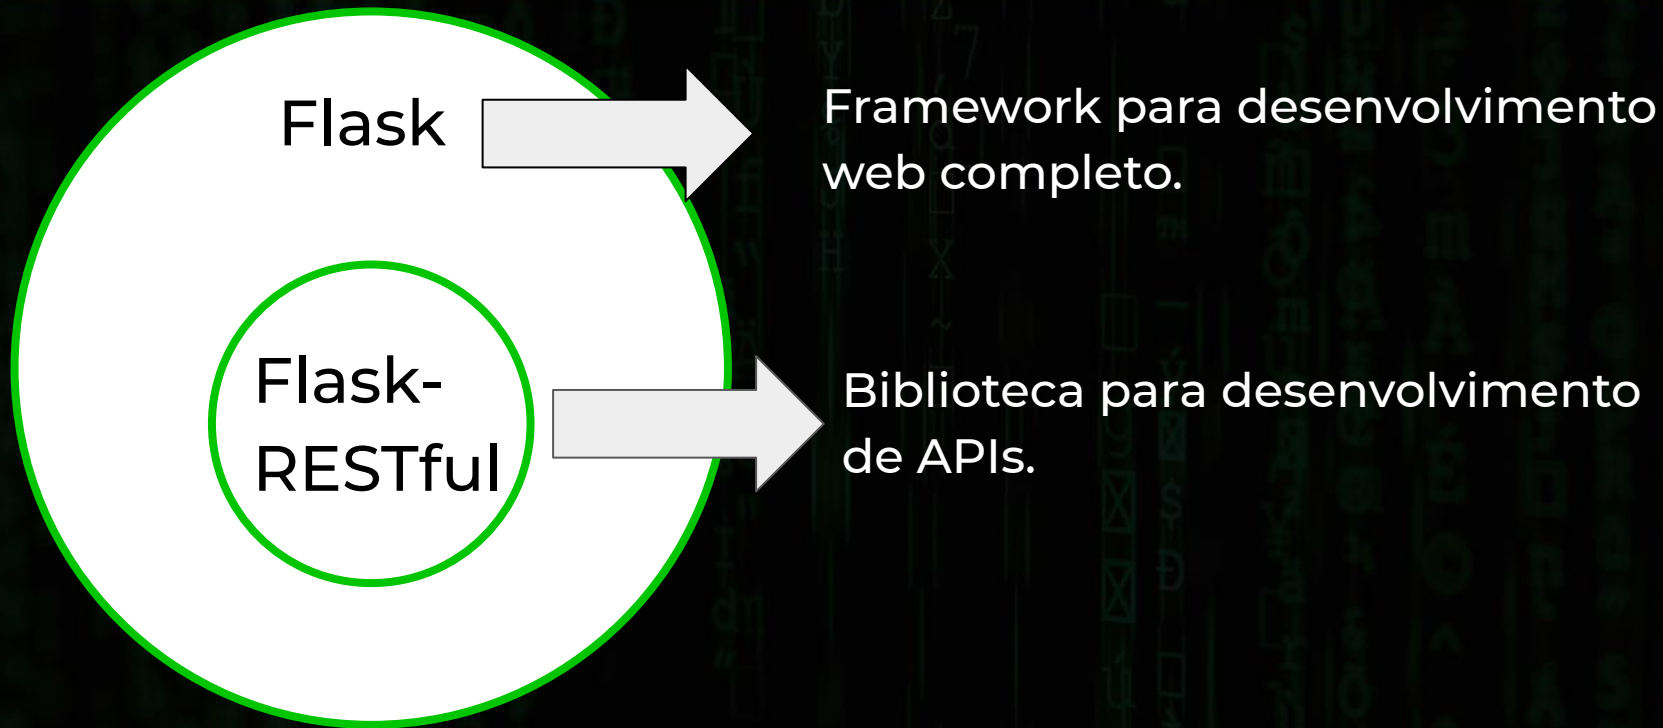 Flask
Framework para desenvolvimento
web completo.
Flask-
RESTful
Biblioteca para desenvolvimento
de APIs.